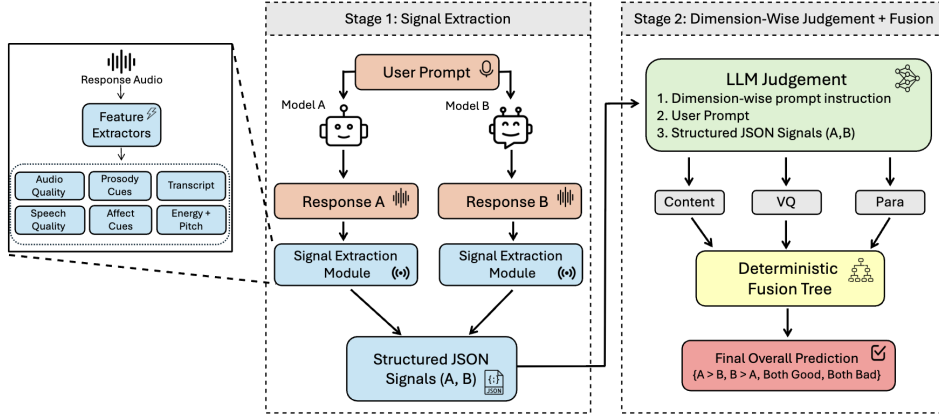 Response Audio
Feature
Extractors
Audio
Quality
Prosody
Cues
Transcript
Speech
Quality
Affect
Cues
Energy +
Pitch
Stage 1: Signal Extraction
User Prompt
Model A
Model B
Response A
Response B
Signal Extraction
Module
Signal Extraction
Module
Structured JSON
Signals (A, B)
{:}
JSON
Stage 2: Dimension-Wise Judgement + Fusion
LLM Judgement
1. Dimension-wise prompt instruction
2. User Prompt
3. Structured JSON Signals (A,B)
Content
VQ
Para
Deterministic
Fusion Tree
Final Overall Prediction
{A > B, B > A, Both Good, Both Bad}